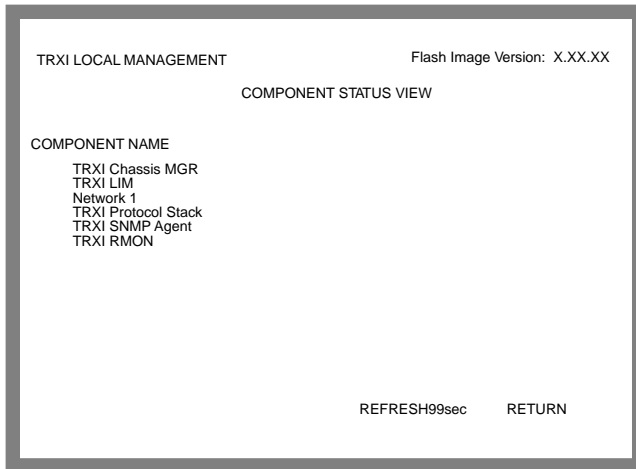 TRXI LOCAL MANAGEMENT Flash Image Version: X.XX.XX
COMPONENT STATUS VIEW
COMPONENT NAME
TRXI Chassis MGR
TRXI LIM
Network 1
TRXI Protocol Stack
TRXI SNMP Agent
TRXI RMON
REFRESH99sec RETURN